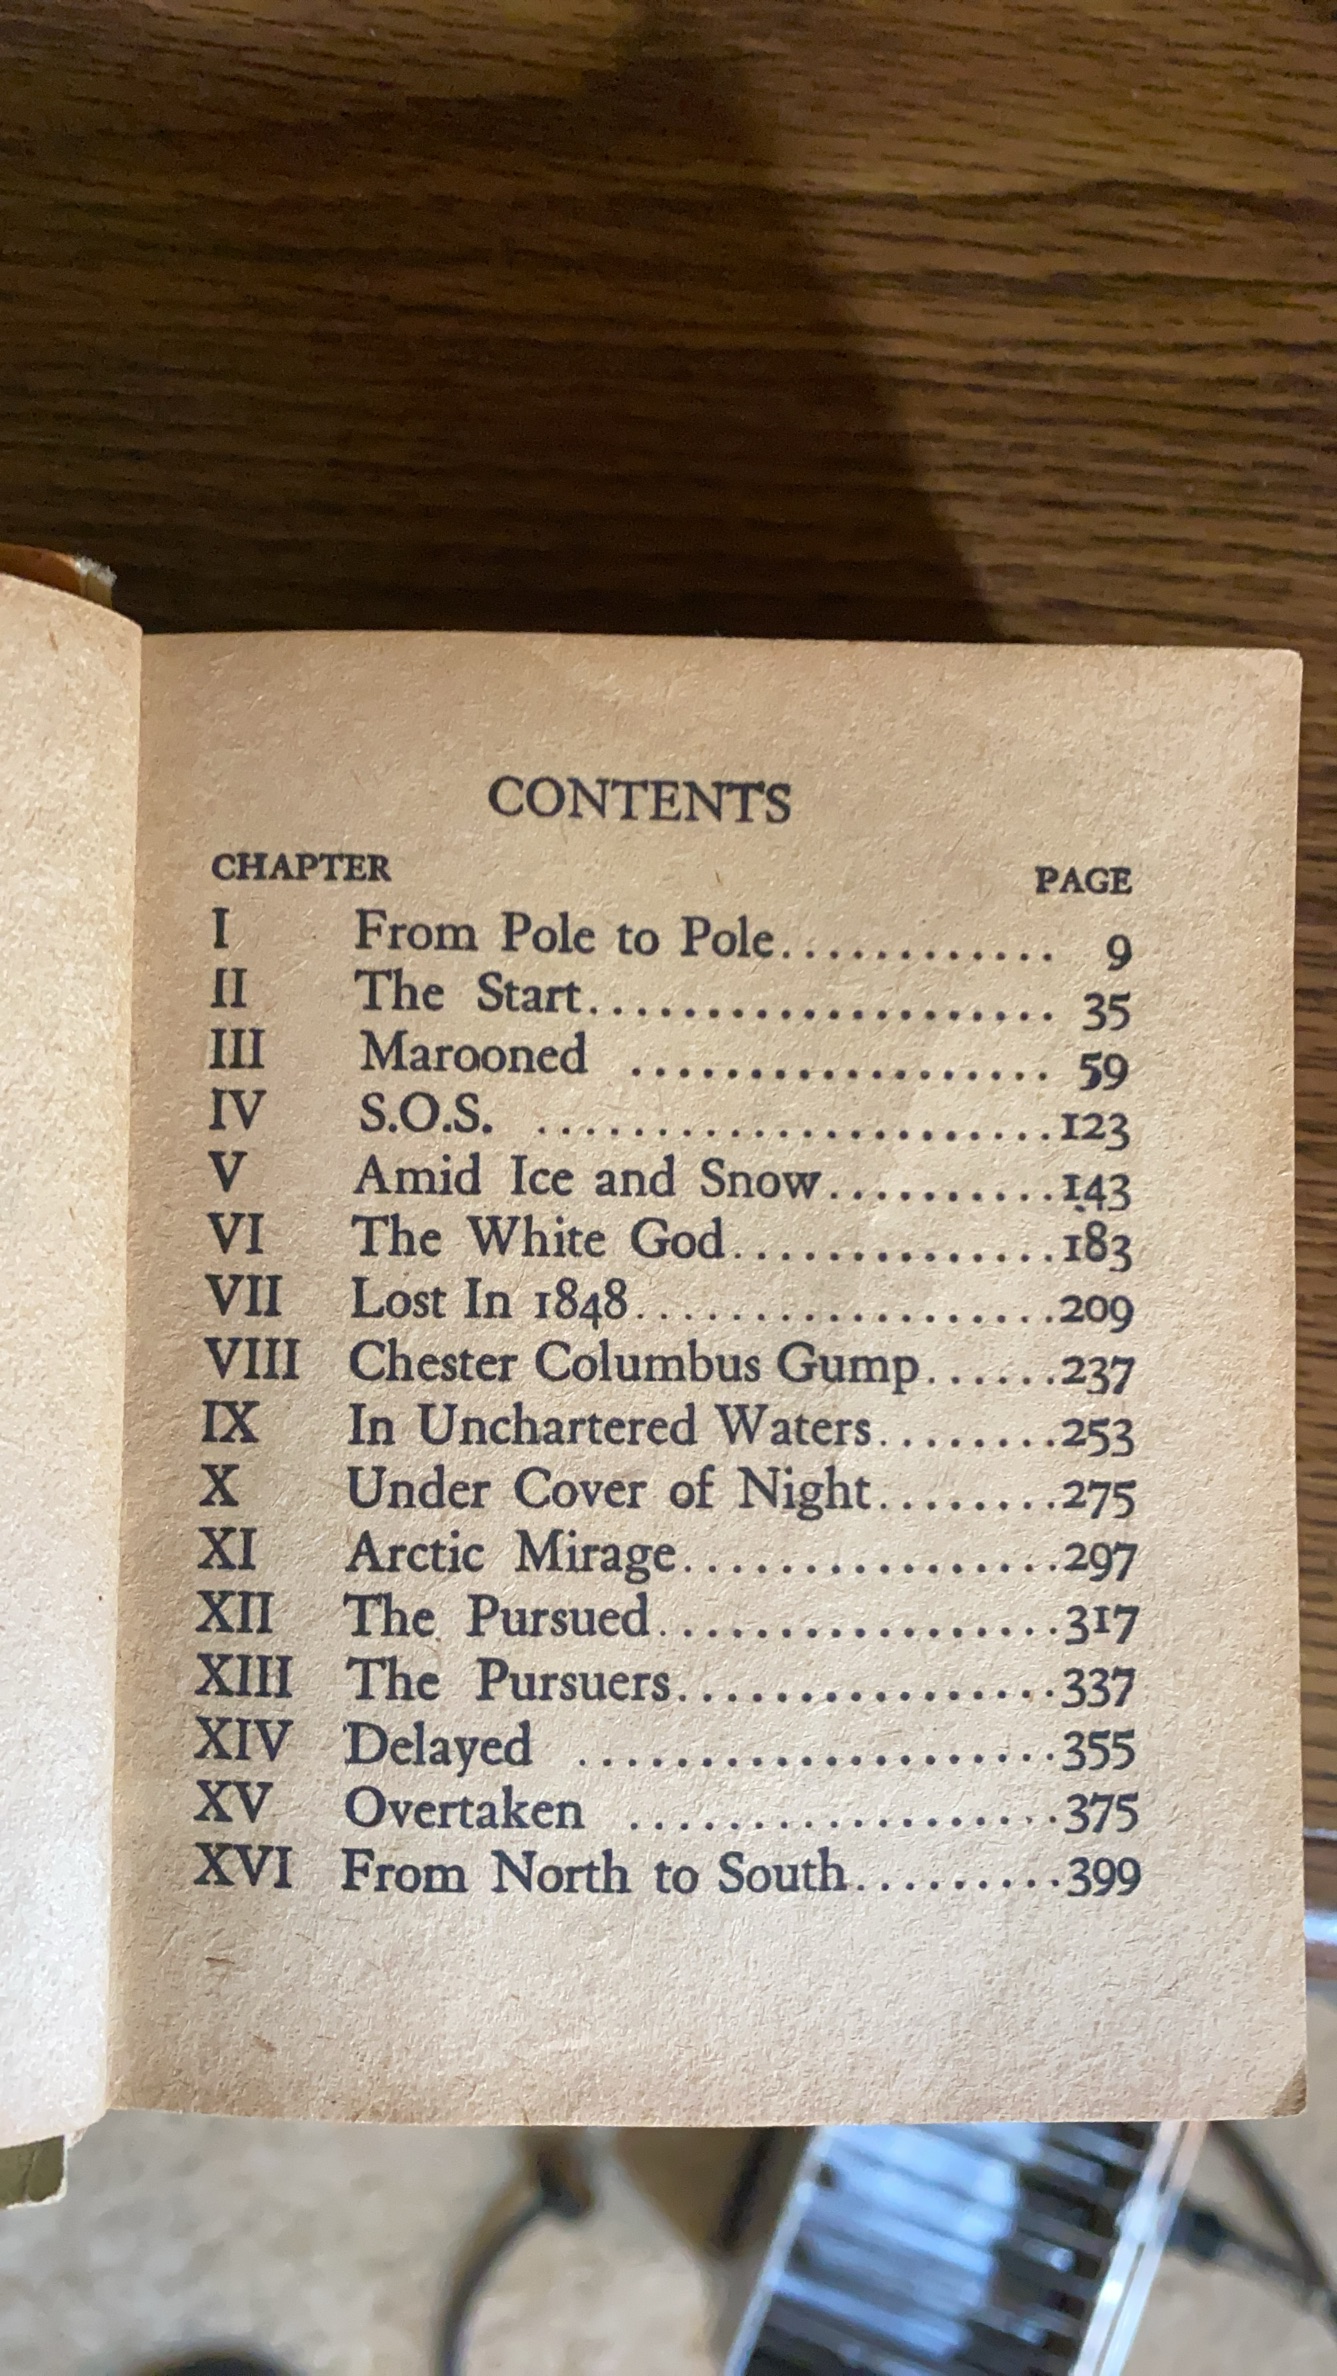 CONTENTS
CHAPTER PAGE
I From Pole to Pole............. 9
II The Start.................... 35
III Marooned .................. 59
IV S.O.S. ......................123
V Amid Ice and Snow..........143
VI The White God..............183
VII Lost In 1848..................209
VIII Chester Columbus Gump......237
IX In Unchartered Waters........253
X Under Cover of Night........275
XI Arctic Mirage................297
XII The Pursued.................317
XIII The Pursuers................337
XIV Delayed ....................355
XV Overtaken ..................375
XVI From North to South.........399